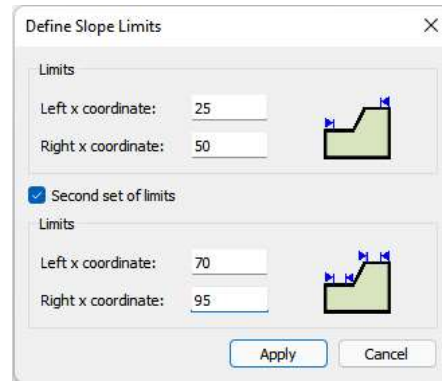 Define Slope Limits
Limits
Left x coordinate: 25
Right x coordinate: 50
Second set of limits
Limits
Left x coordinate: 70
Right x coordinate: 95
Apply Cancel